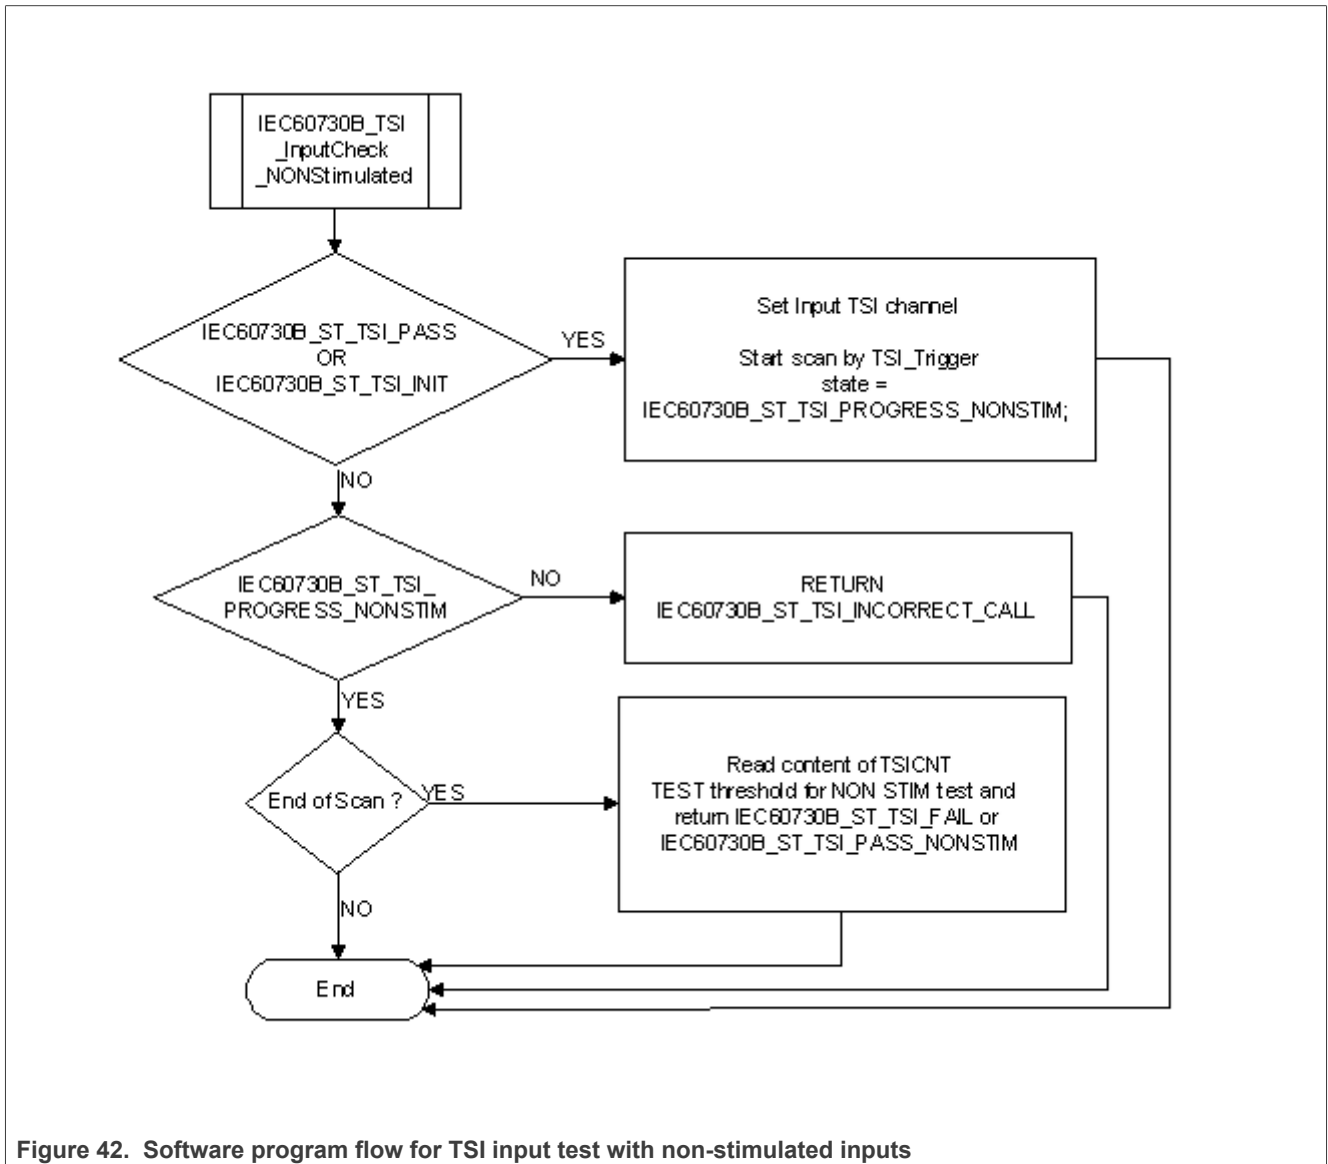 IEC60730B_TSI
_InputCheck
_NONStimulated
IEC60730B_ST_TSI_PASS
OR
IEC60730B_ST_TSI_INIT
YES
Set Input TSI channel
Start scan by TSI_Trigger
state =
IEC60730B_ST_TSI_PROGRESS_NONSTIM;
NO
IEC60730B_ST_TSI_
PROGRESS_NONSTIM
NO
RETURN
IEC60730B_ST_TSI_INCORRECT_CALL
YES
End of Scan ?
YES
Read content of TSICNT
TEST threshold for NON STIM test and
return IEC60730B_ST_TSI_FAIL or
IEC60730B_ST_TSI_PASS_NONSTIM
NO
End
Figure 42. Software program flow for TSI input test with non-stimulated inputs